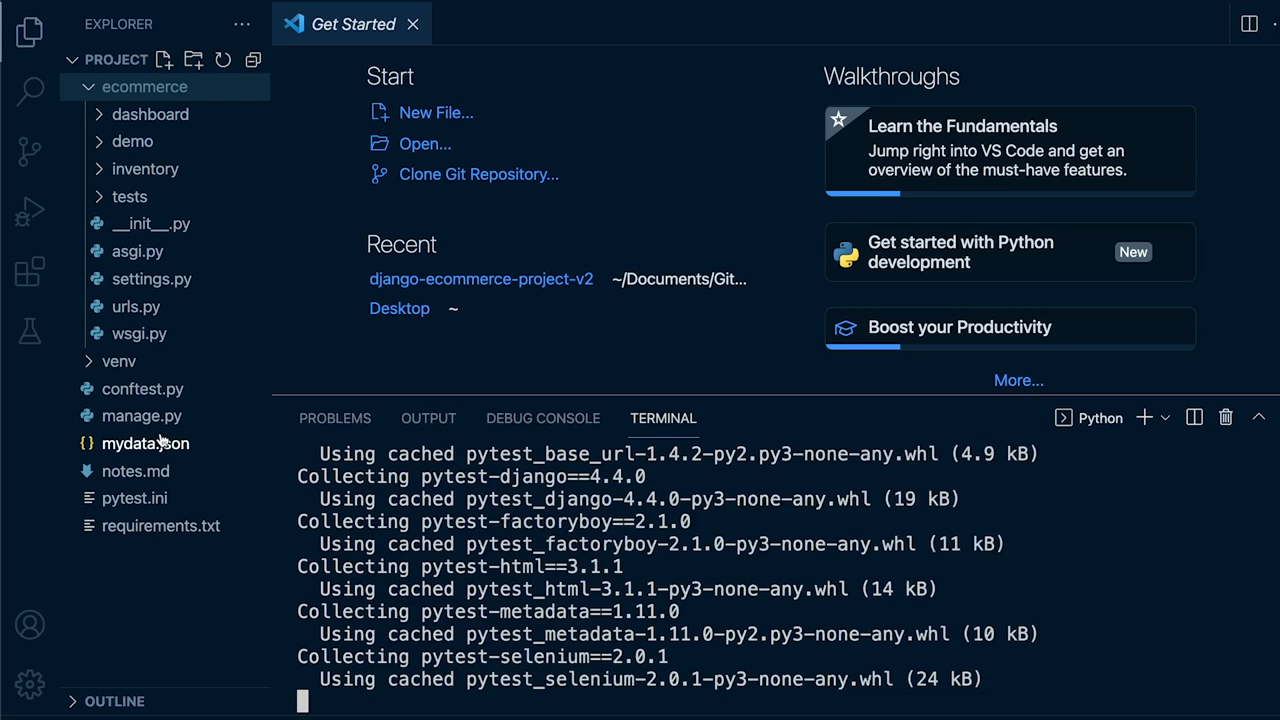 EXPLORER
PROJECT
ecommerce
dashboard
demo
inventory
tests
__init__.py
asgi.py
settings.py
urls.py
wsgi.py
venv
conftest.py
manage.py
mydata.json
notes.md
pytest.ini
requirements.txt
OUTLINE
Get Started
Start
New File...
Open...
Clone Git Repository...
Recent
django-ecommerce-project-v2 ~/Documents/Git...
Desktop ~
Walkthroughs
Learn the Fundamentals
Jump right into VS Code and get an
overview of the must-have features.
Get started with Python
development
New
Boost your Productivity
More...
PROBLEMS OUTPUT DEBUG CONSOLE TERMINAL
Python
Using cached pytest_base_url-1.4.2-py2.py3-none-any.whl (4.9 kB)
Collecting pytest-django==4.4.0
Using cached pytest_django-4.4.0-py3-none-any.whl (19 kB)
Collecting pytest-factoryboy==2.1.0
Using cached pytest_factoryboy-2.1.0-py3-none-any.whl (11 kB)
Collecting pytest-html==3.1.1
Using cached pytest_html-3.1.1-py3-none-any.whl (14 kB)
Collecting pytest-metadata==1.11.0
Using cached pytest_metadata-1.11.0-py2.py3-none-any.whl (10 kB)
Collecting pytest-selenium==2.0.1
Using cached pytest_selenium-2.0.1-py3-none-any.whl (24 kB)